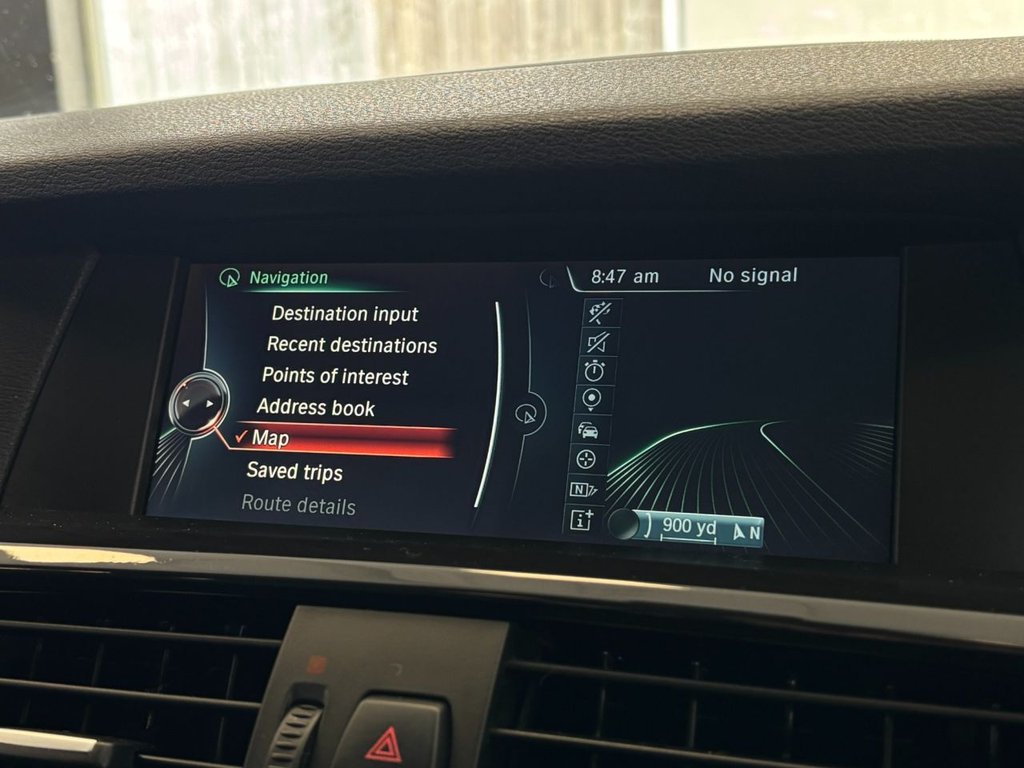 Navigation
Destination input
Recent destinations
Points of interest
Address book
✓ Map
Saved trips
Route details
8:47 am No signal
N
i+
900 yd N